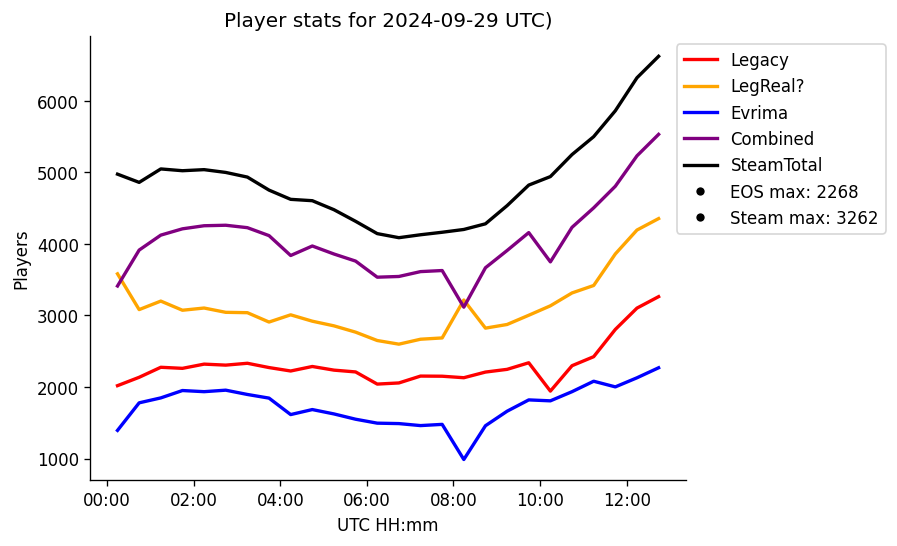 Player stats for 2024-09-29 UTC)
Legacy
LegReal?
Evrima
Combined
SteamTotal
EOS max: 2268
Steam max: 3262
Players
6000
5000
4000
3000
2000
1000
00:00 02:00 04:00 06:00 08:00 10:00 12:00
UTC HH:mm